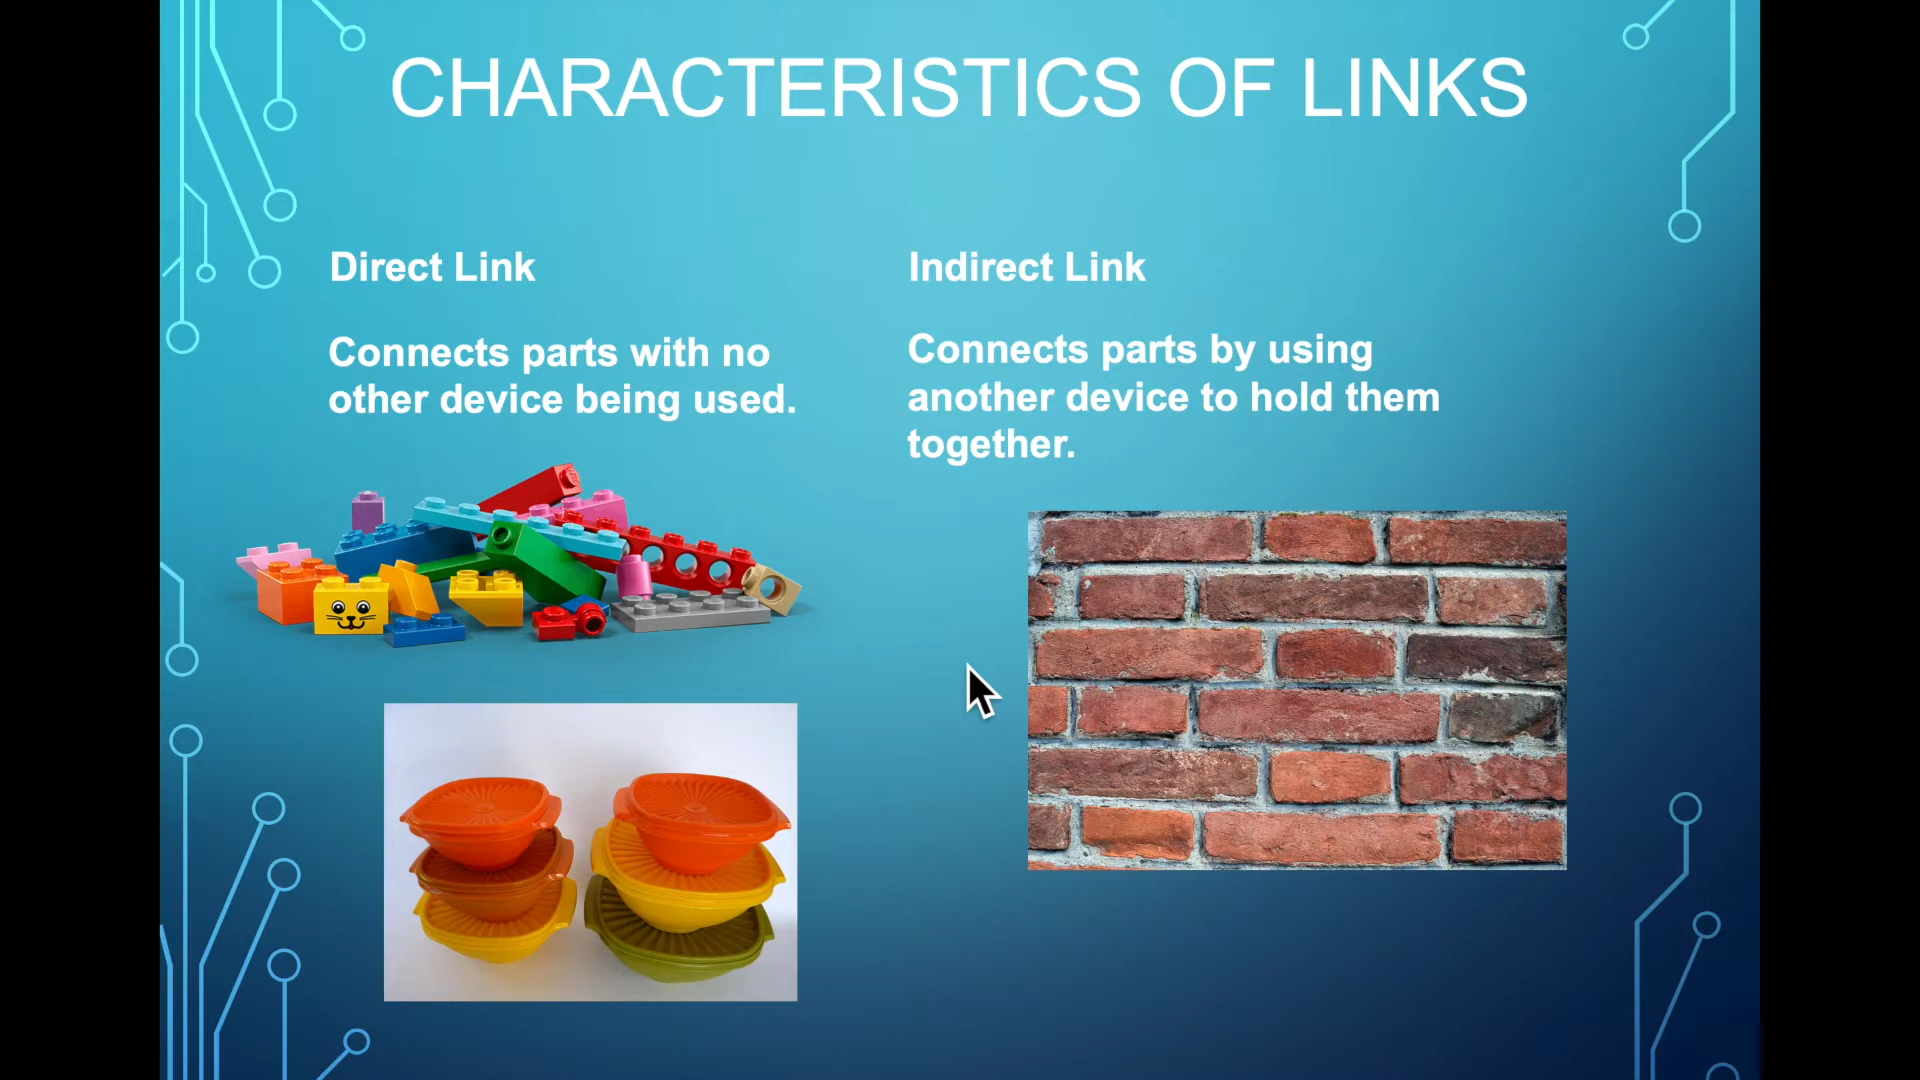 CHARACTERISTICS OF LINKS
Direct Link
Connects parts with no
other device being used.
Indirect Link
Connects parts by using
another device to hold them
together.